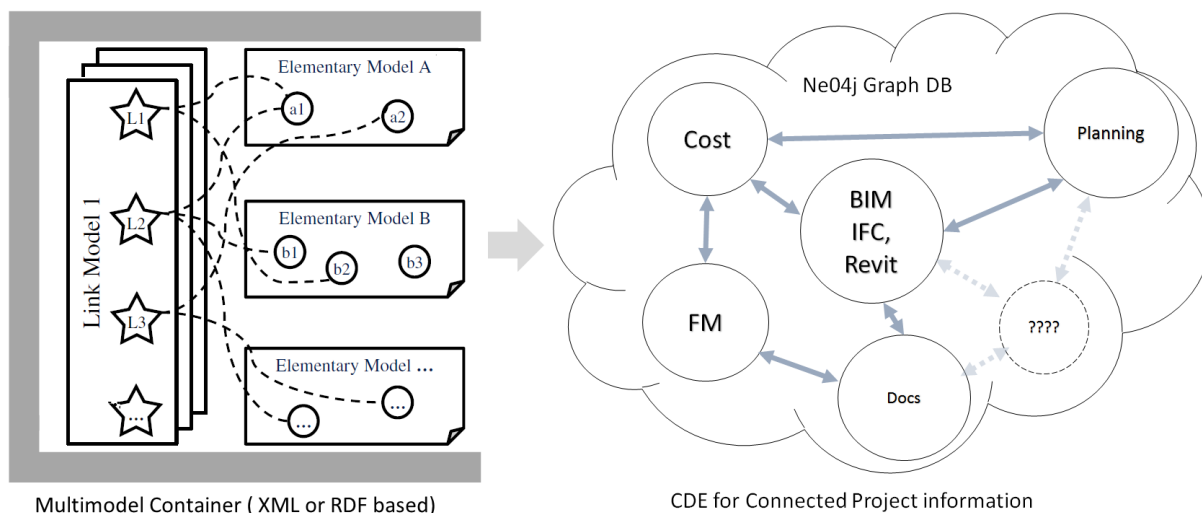 Link Model 1
L1
L2
L3
...
Elementary Model A
a1
a2
Elementary Model B
b1
b2
b3
Elementary Model ...
...
...
Multimodel Container ( XML or RDF based)
Ne04j Graph DB
Cost
Planning
BIM
IFC,
Revit
FM
????
Docs
CDE for Connected Project information